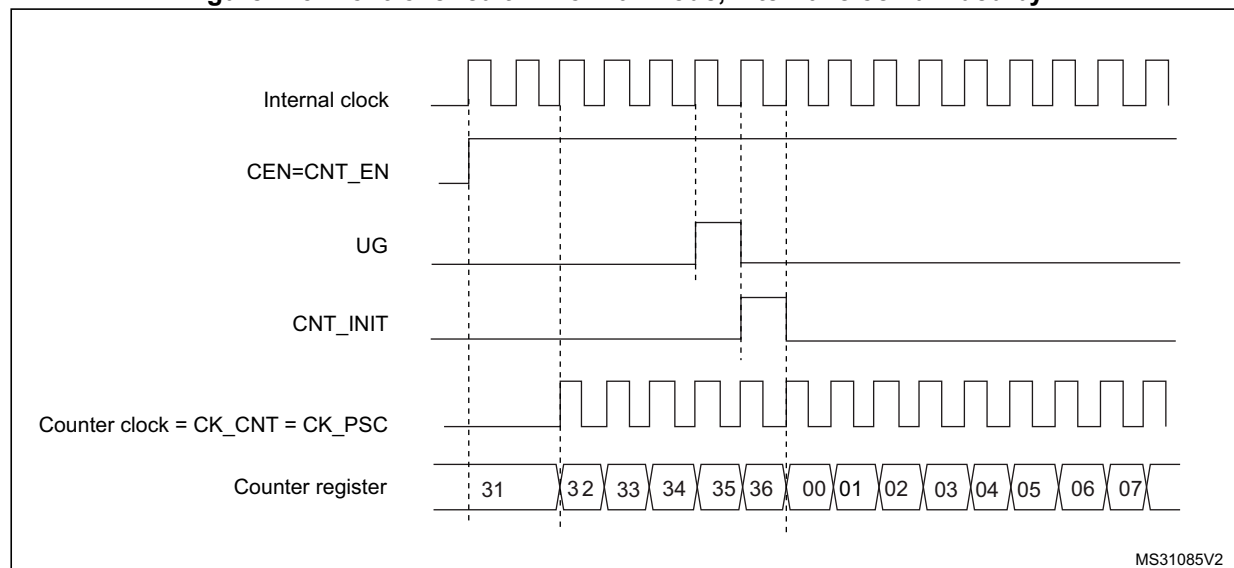 Internal clock
CEN=CNT_EN
UG
CNT_INIT
Counter clock = CK_CNT = CK_PSC
Counter register 31 32 33 34 35 36 00 01 02 03 04 05 06 07
MS31085V2